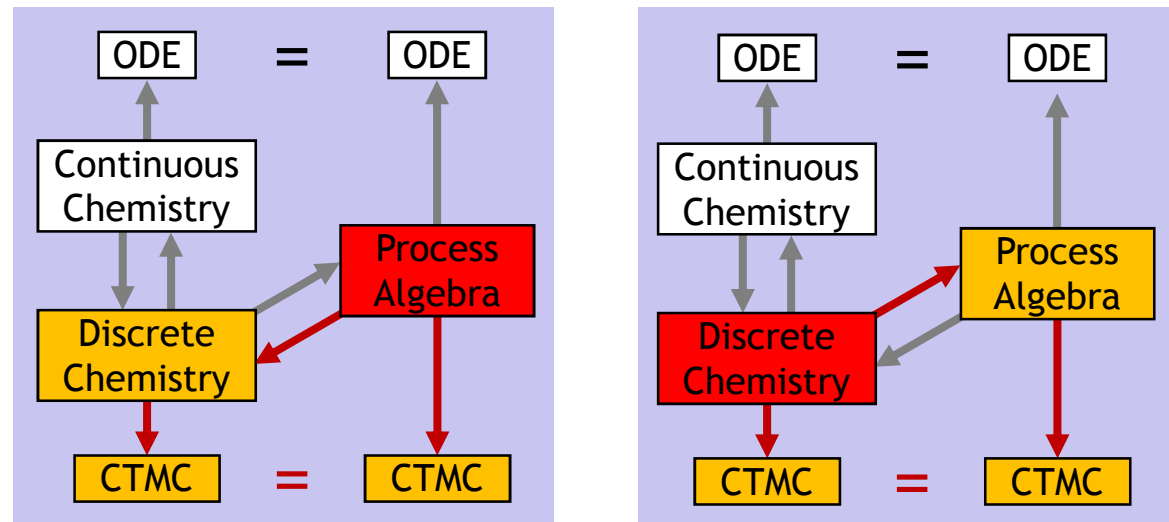 ODE = ODE
Continuous
Chemistry
Process
Algebra
Discrete
Chemistry
CTMC = CTMC
ODE = ODE
Continuous
Chemistry
Process
Algebra
Discrete
Chemistry
CTMC = CTMC